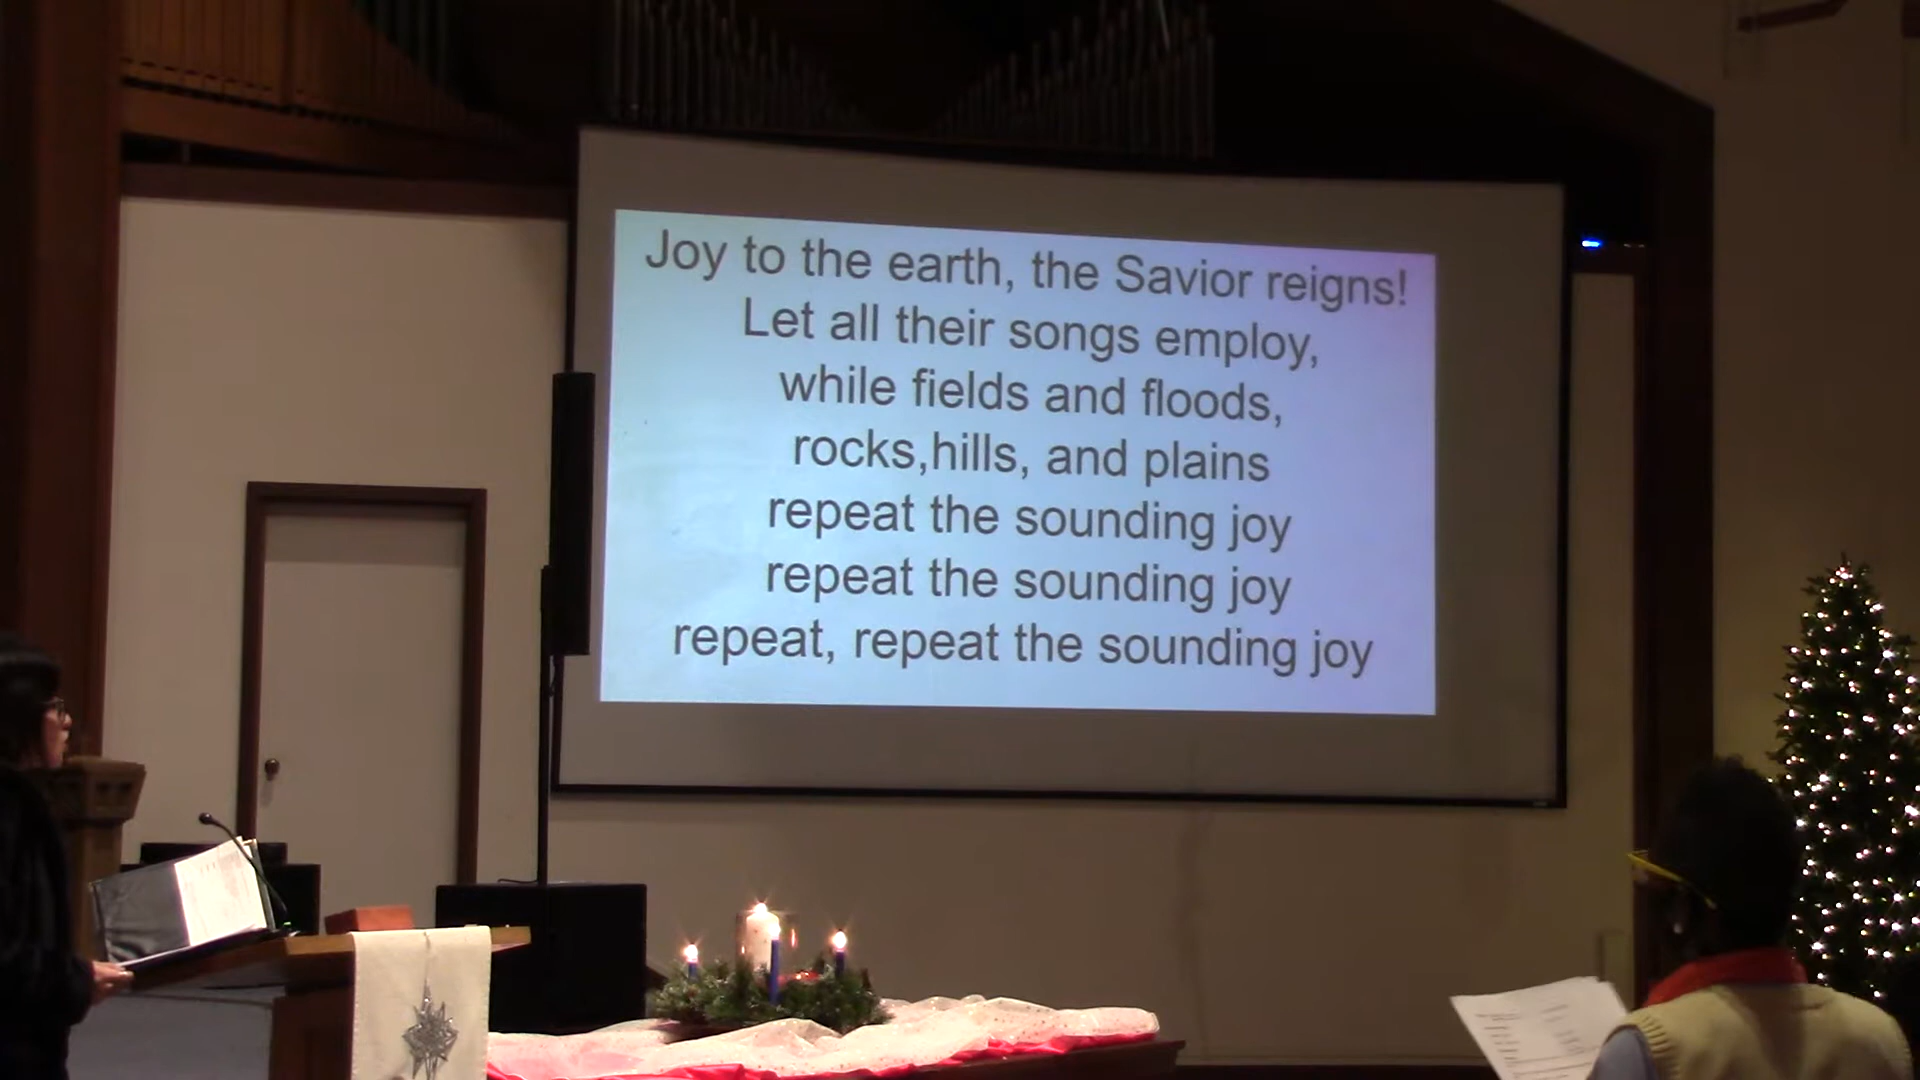 Joy to the earth, the Savior reigns!
Let all their songs employ,
while fields and floods,
rocks,hills, and plains
repeat the sounding joy
repeat the sounding joy
repeat, repeat the sounding joy